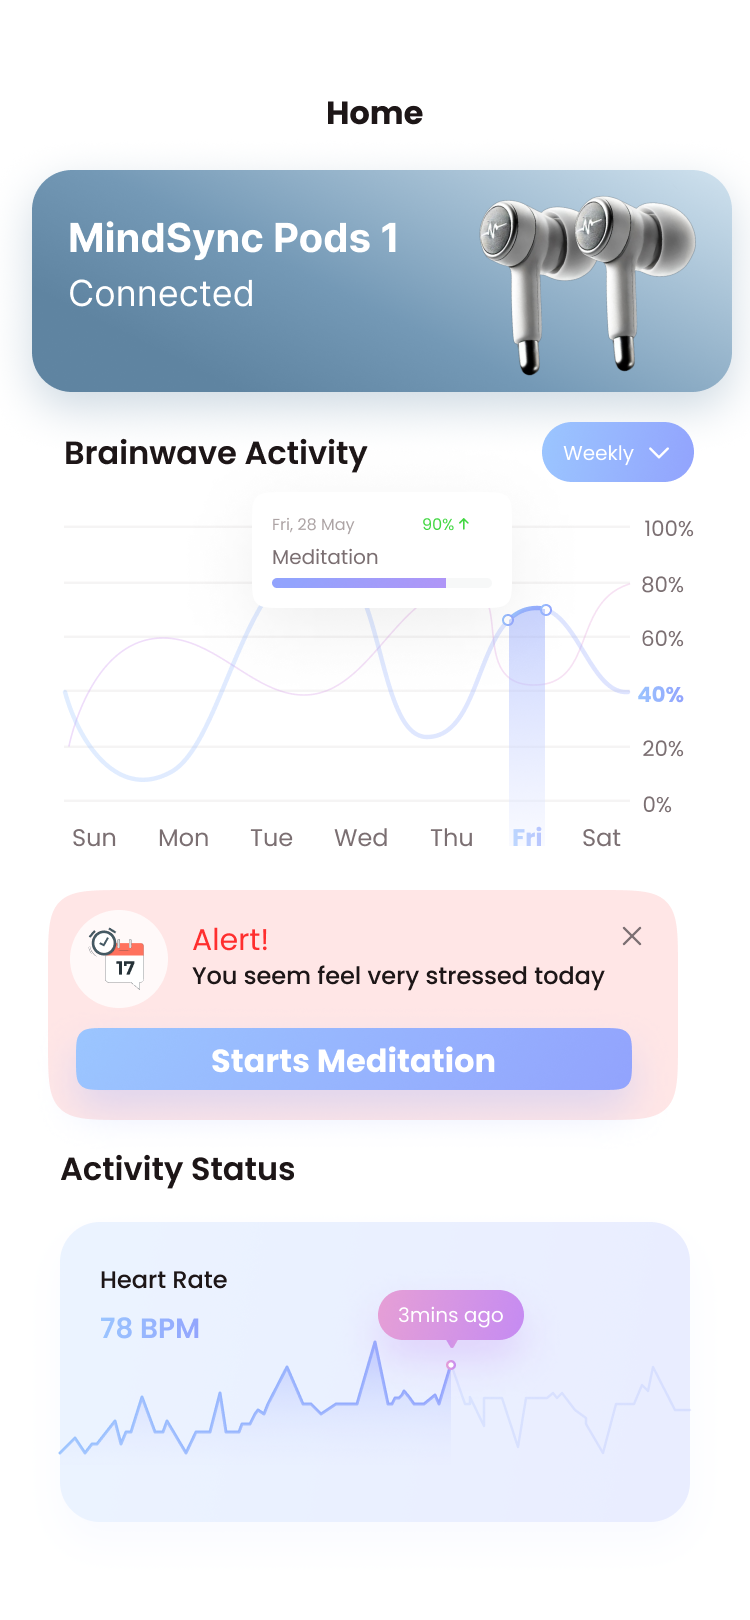 Home
MindSync Pods 1
Connected
Brainwave Activity
Weekly
Fri, 28 May 90% ↑
Meditation
100%
80%
60%
40%
20%
0%
Sun Mon Tue Wed Thu Fri Sat
Alert!
17
You seem feel very stressed today
Starts Meditation
Activity Status
Heart Rate
78 BPM
3mins ago